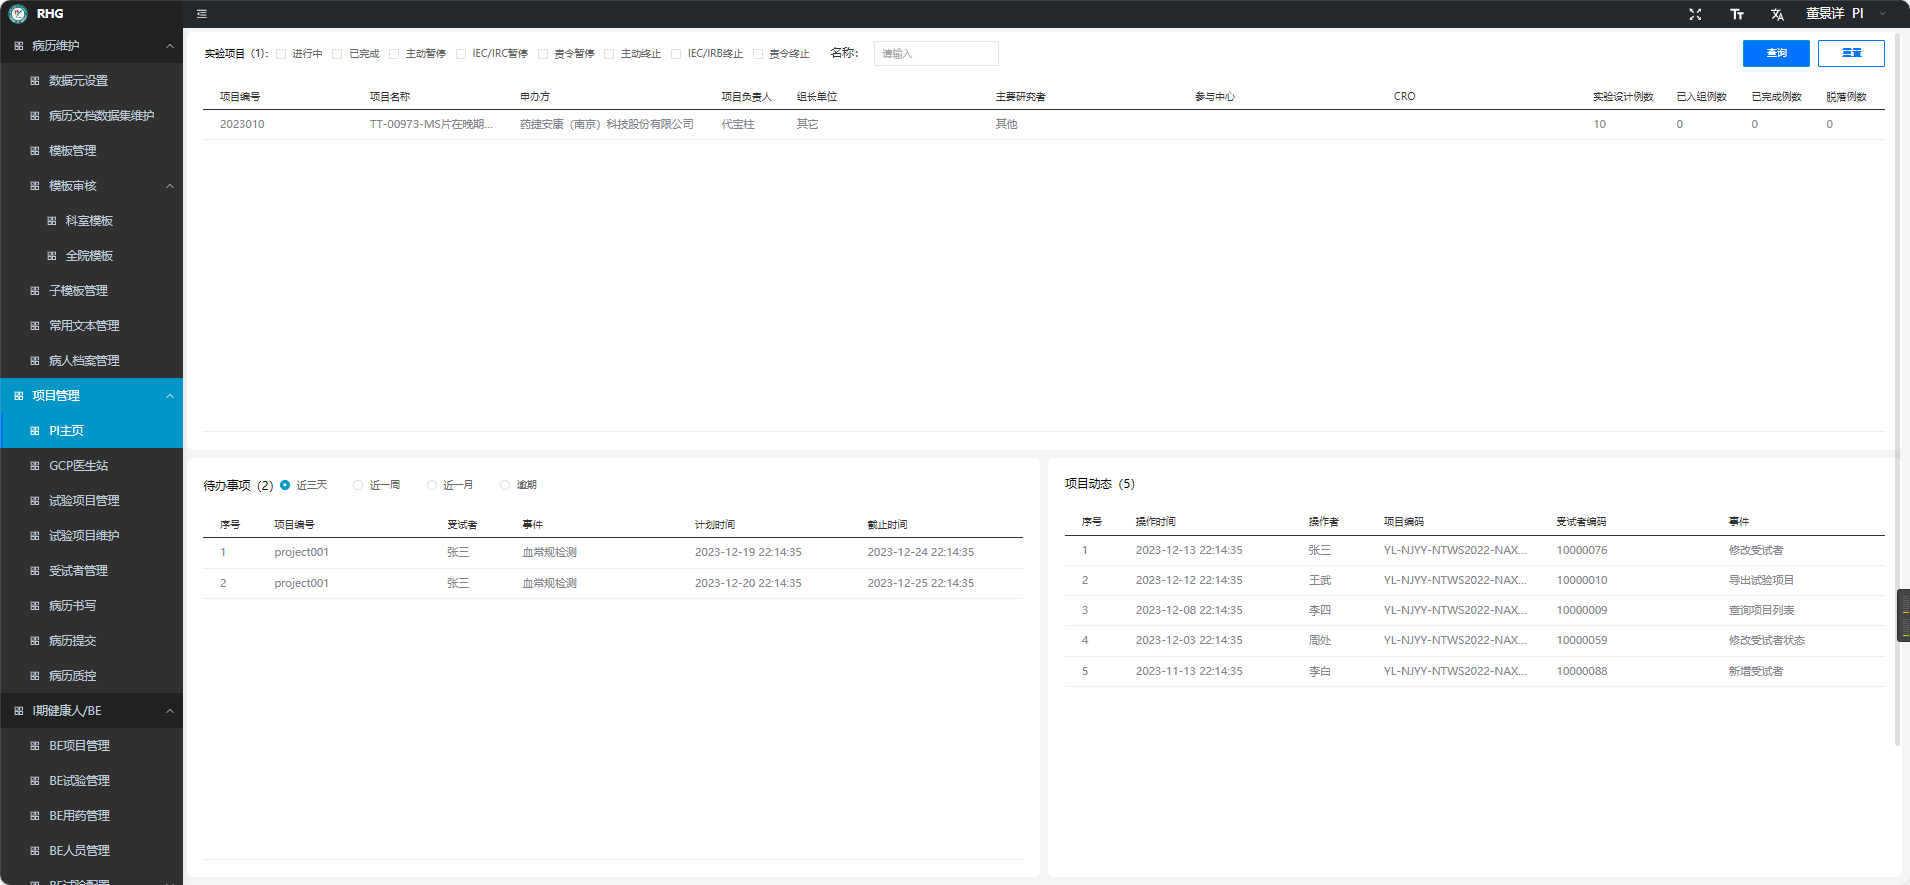 RHG
董景详 PI
病历维护
数据元设置
病历文档数据集维护
模板管理
模板审核
科室模板
全院模板
子模板管理
常用文本管理
病人档案管理
项目管理
PI主页
GCP医生站
试验项目管理
试验项目维护
受试者管理
病历书写
病历提交
病历质控
I期健康人/BE
BE项目管理
BE试验管理
BE用药管理
BE人员管理
BE试验配置
实验项目（1）： 进行中 已完成 主动暂停 IEC/IRC暂停 责令暂停 主动终止 IEC/IRB终止 责令终止 名称： 请输入 查询 重置
项目编号 项目名称 申办方 项目负责人 组长单位 主要研究者 参与中心 CRO 实验设计例数 已入组例数 已完成例数 脱落例数
2023010 TT-00973-MS片在晚期... 药捷安康（南京）科技股份有限公司 代宝柱 其它 其他 10 0 0 0
待办事项（2） 近三天 近一周 近一月 逾期
序号 项目编号 受试者 事件 计划时间 截止时间
1 project001 张三 血常规检测 2023-12-19 22:14:35 2023-12-24 22:14:35
2 project001 张三 血常规检测 2023-12-20 22:14:35 2023-12-25 22:14:35
项目动态（5）
序号 操作时间 操作者 项目编码 受试者编码 事件
1 2023-12-13 22:14:35 张三 YL-NJYY-NTWS2022-NAX... 10000076 修改受试者
2 2023-12-12 22:14:35 王武 YL-NJYY-NTWS2022-NAX... 10000010 导出试验项目
3 2023-12-08 22:14:35 李四 YL-NJYY-NTWS2022-NAX... 10000009 查询项目列表
4 2023-12-03 22:14:35 周处 YL-NJYY-NTWS2022-NAX... 10000059 修改受试者状态
5 2023-11-13 22:14:35 李白 YL-NJYY-NTWS2022-NAX... 10000088 新增受试者